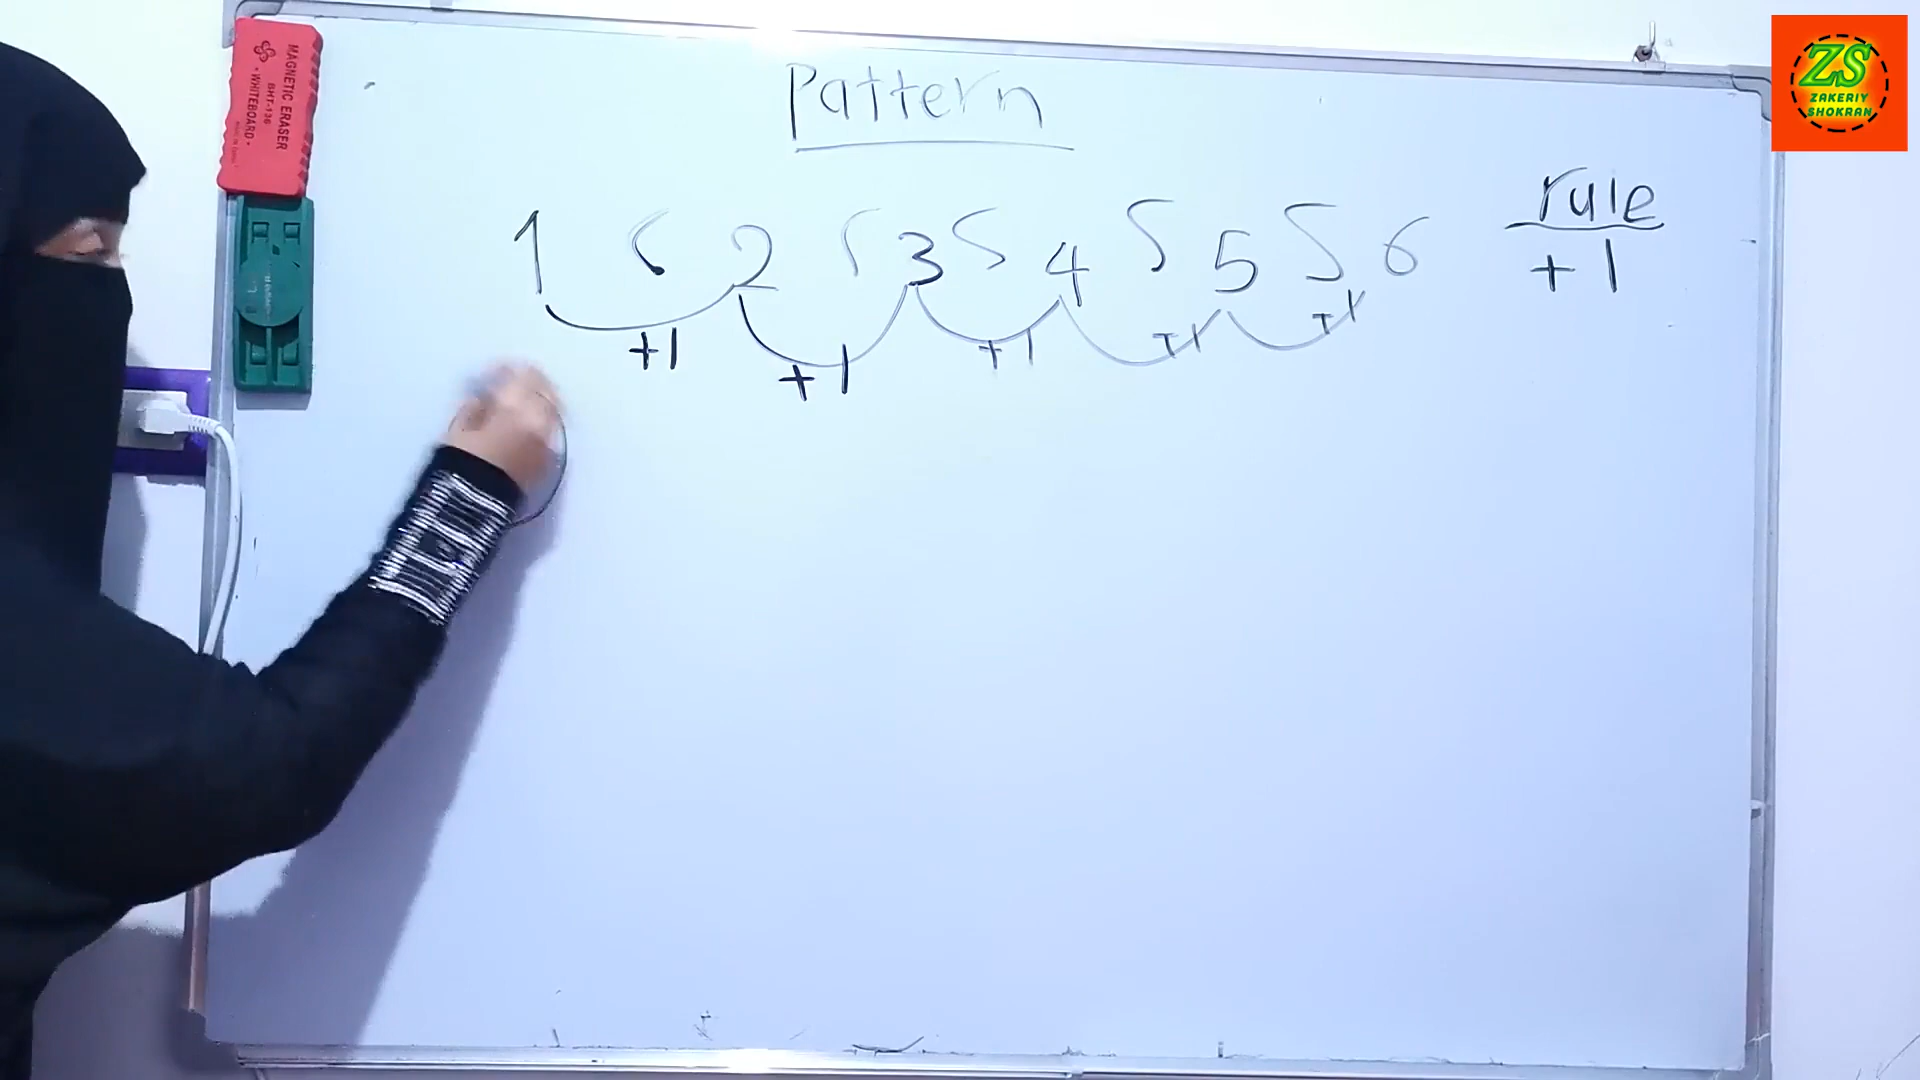 Pattern
1 , 2 , 3 , 4 , 5 , 6
+1 +1 +1 +1 +1
rule
+1
MAGNETIC ERASER
BHT-136
• WHITEBOARD •
ZS
ZAKERIY
SHOKRAN